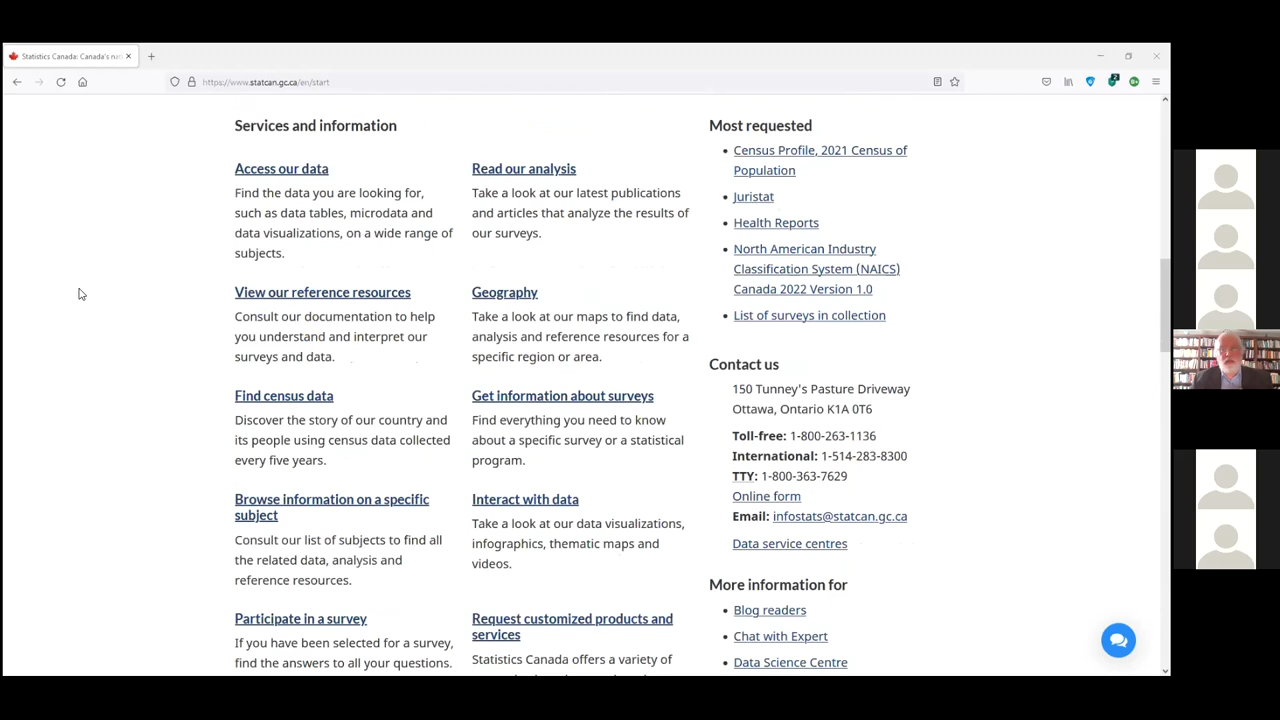 Statistics Canada: Canada's nat
https://www.statcan.gc.ca/en/start
Services and information
Access our data
Find the data you are looking for,
such as data tables, microdata and
data visualizations, on a wide range of
subjects.
Read our analysis
Take a look at our latest publications
and articles that analyze the results of
our surveys.
View our reference resources
Consult our documentation to help
you understand and interpret our
surveys and data.
Geography
Take a look at our maps to find data,
analysis and reference resources for a
specific region or area.
Find census data
Discover the story of our country and
its people using census data collected
every five years.
Get information about surveys
Find everything you need to know
about a specific survey or a statistical
program.
Browse information on a specific
subject
Consult our list of subjects to find all
the related data, analysis and
reference resources.
Interact with data
Take a look at our data visualizations,
infographics, thematic maps and
videos.
Participate in a survey
If you have been selected for a survey,
find the answers to all your questions.
Request customized products and
services
Statistics Canada offers a variety of
Most requested
Census Profile, 2021 Census of
Population
Juristat
Health Reports
North American Industry
Classification System (NAICS)
Canada 2022 Version 1.0
List of surveys in collection
Contact us
150 Tunney's Pasture Driveway
Ottawa, Ontario K1A 0T6
Toll-free: 1-800-263-1136
International: 1-514-283-8300
TTY: 1-800-363-7629
Online form
Email: infostats@statcan.gc.ca
Data service centres
More information for
Blog readers
Chat with Expert
Data Science Centre